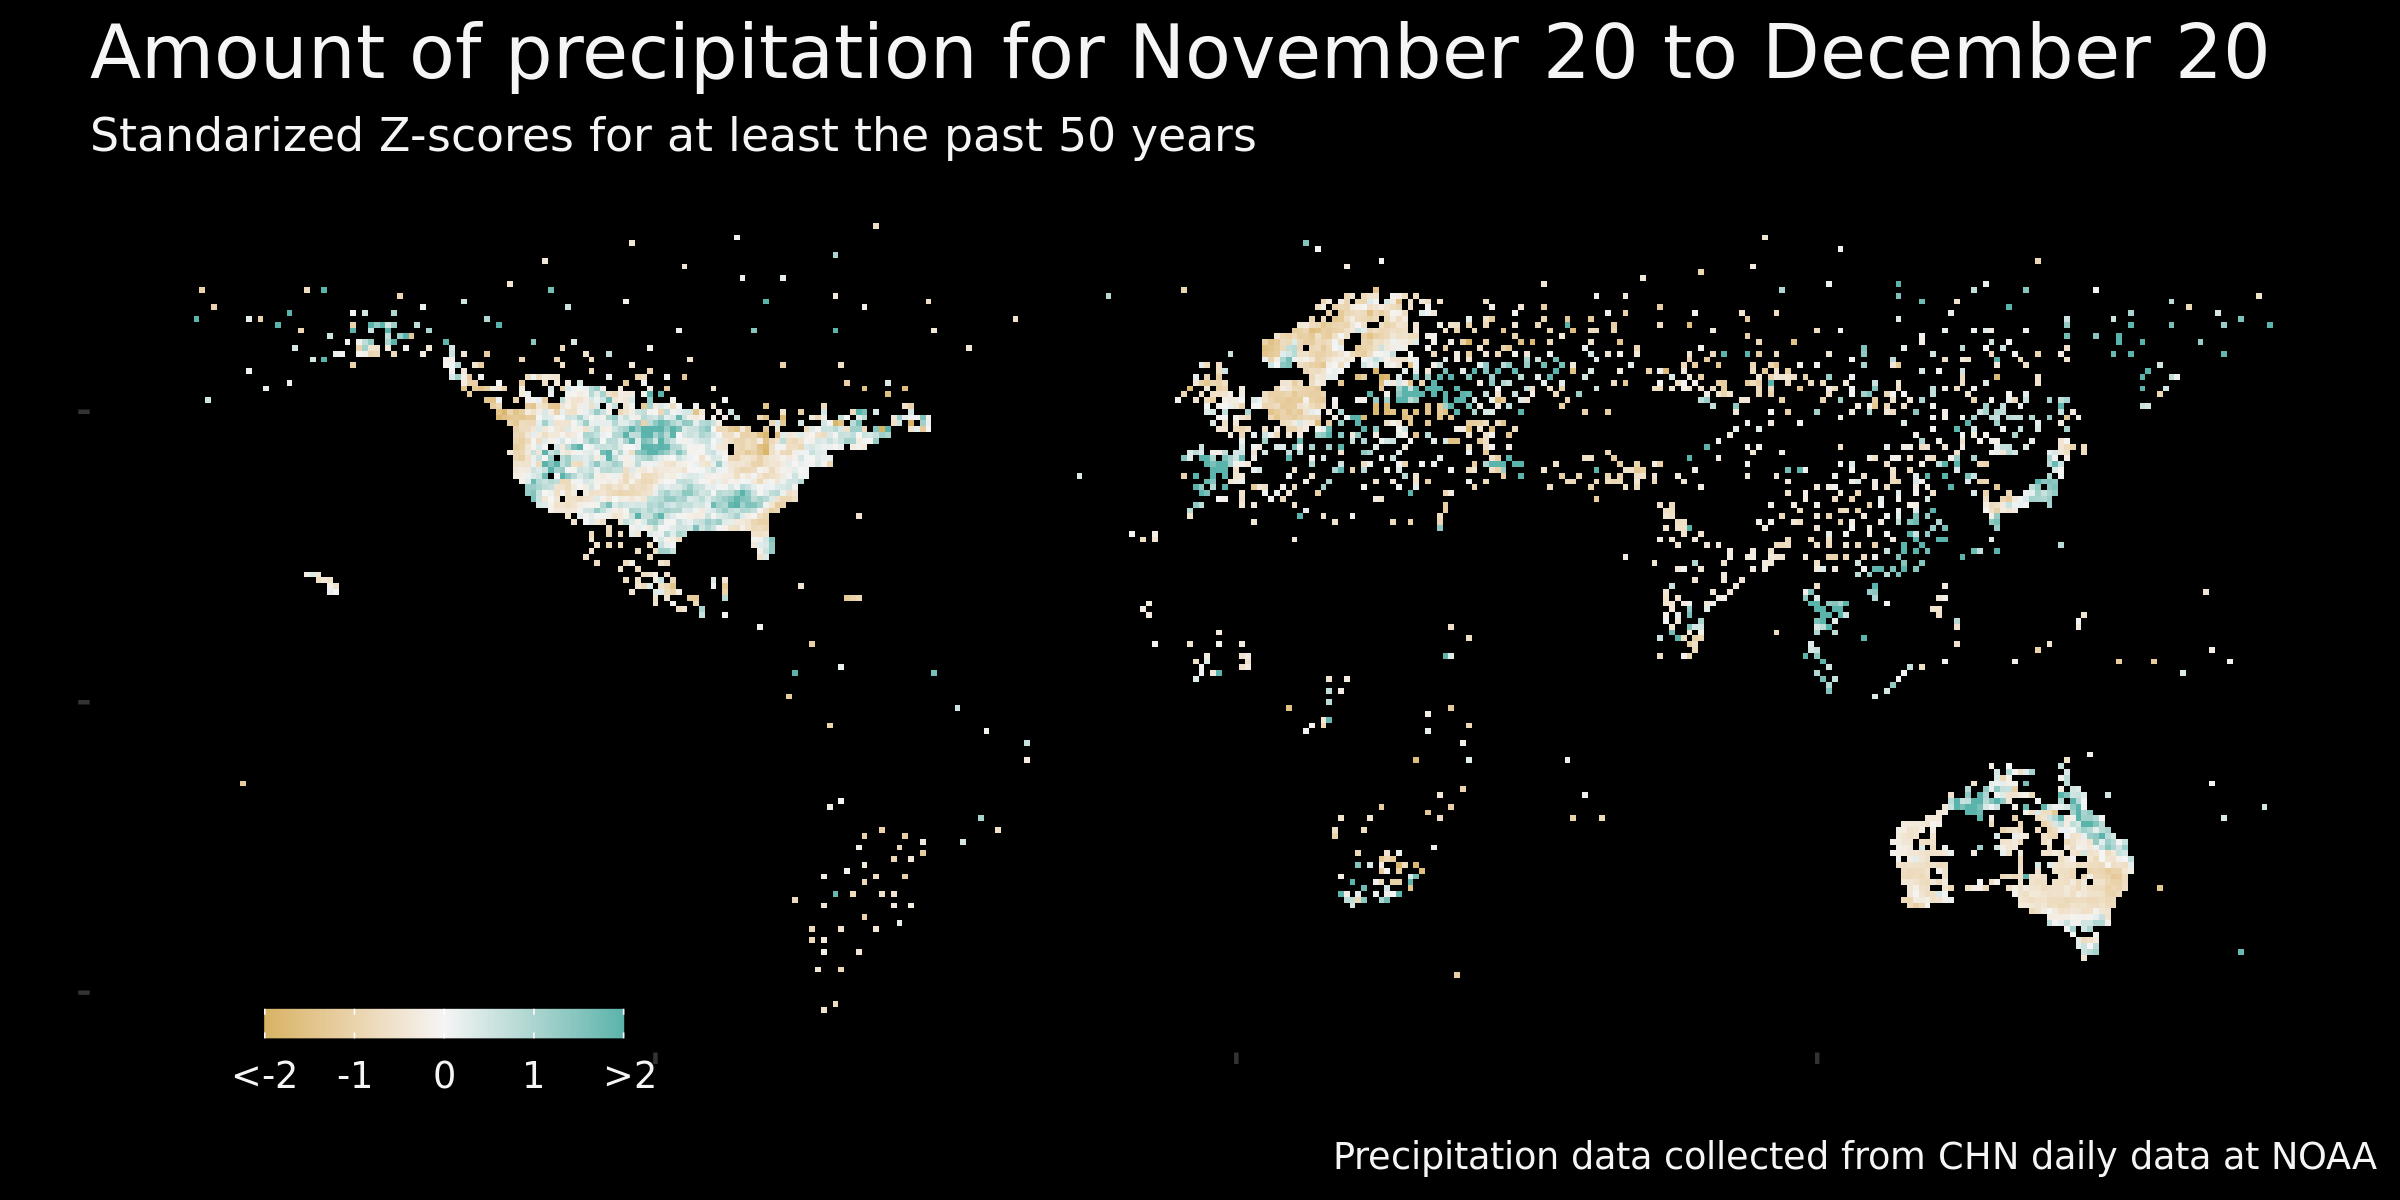 Amount of precipitation for November 20 to December 20
Standarized Z-scores for at least the past 50 years
<-2 -1 0 1 >2
Precipitation data collected from CHN daily data at NOAA